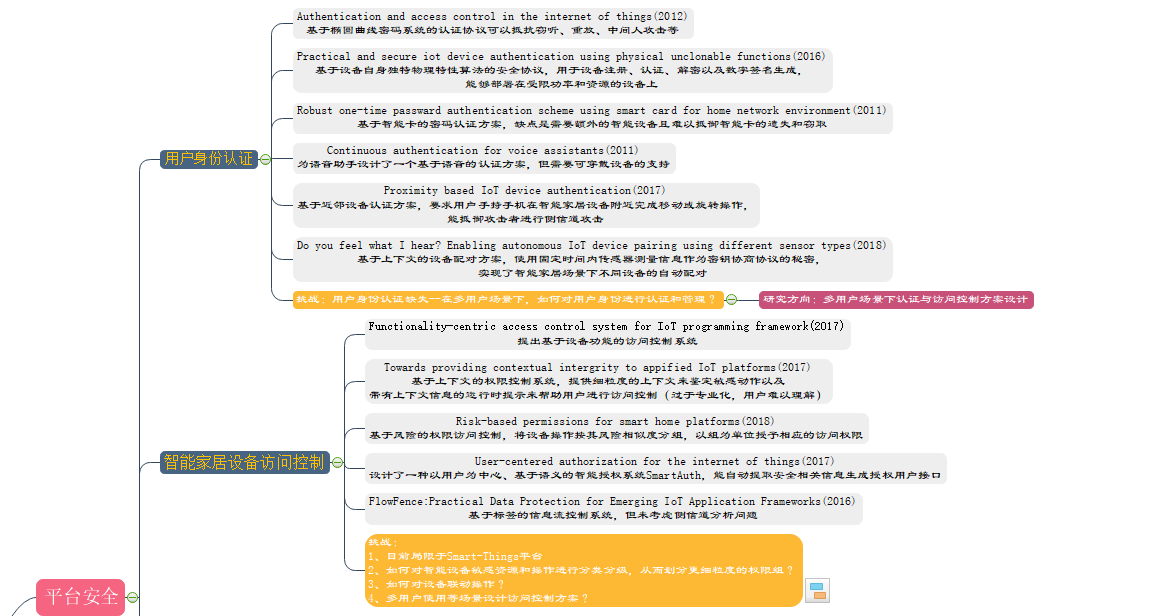 Authentication and access control in the internet of things(2012)
基于椭圆曲线密码系统的认证协议可以抵抗窃听、重放、中间人攻击等
Practical and secure iot device authentication using physical unclonable functions(2016)
基于设备自身独特物理特性算法的安全协议，用于设备注册、认证、解密以及数字签名生成，
能够部署在受限功率和资源的设备上
Robust one-time passward authentication scheme using smart card for home network environment(2011)
基于智能卡的密码认证方案，缺点是需要额外的智能设备且难以抵御智能卡的遗失和窃取
用户身份认证
Continuous authentication for voice assistants(2011)
为语音助手设计了一个基于语音的认证方案，但需要可穿戴设备的支持
Proximity based IoT device authentication(2017)
基于近邻设备认证方案，要求用户手持手机在智能家居设备附近完成移动或旋转操作，
能抵御攻击者进行侧信道攻击
Do you feel what I hear? Enabling autonomous IoT device pairing using different sensor types(2018)
基于上下文的设备配对方案，使用固定时间内传感器测量信息作为密钥协商协议的秘密，
实现了智能家居场景下不同设备的自动配对
挑战：用户身份认证缺失--在多用户场景下，如何对用户身份进行认证和管理？
研究方向：多用户场景下认证与访问控制方案设计
Functionality-centric access control system for IoT programming framework(2017)
提出基于设备功能的访问控制系统
Towards providing contextual intergrity to appified IoT platforms(2017)
基于上下文的权限控制系统，提供细粒度的上下文来鉴定敏感动作以及
带有上下文信息的运行时提示来帮助用户进行访问控制（过于专业化，用户难以理解）
Risk-based permissions for smart home platforms(2018)
基于风险的权限访问控制，将设备操作按其风险相似度分组，以组为单位授予相应的访问权限
智能家居设备访问控制
User-centered authorization for the internet of things(2017)
设计了一种以用户为中心、基于语义的智能授权系统SmartAuth，能自动提取安全相关信息生成授权用户接口
FlowFence:Practical Data Protection for Emerging IoT Application Frameworks(2016)
基于标签的信息流控制系统，但未考虑侧信道分析问题
挑战：
1、目前局限于Smart-Things平台
2、如何对智能设备敏感资源和操作进行分类分级，从而划分更细粒度的权限组？
3、如何对设备联动操作？
4、多用户使用等场景设计访问控制方案？
平台安全